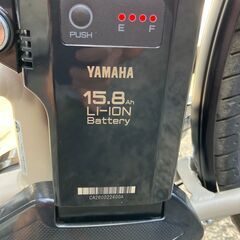 PUSH
E F
YAMAHA
15.8Ah
LI-ION
Battery